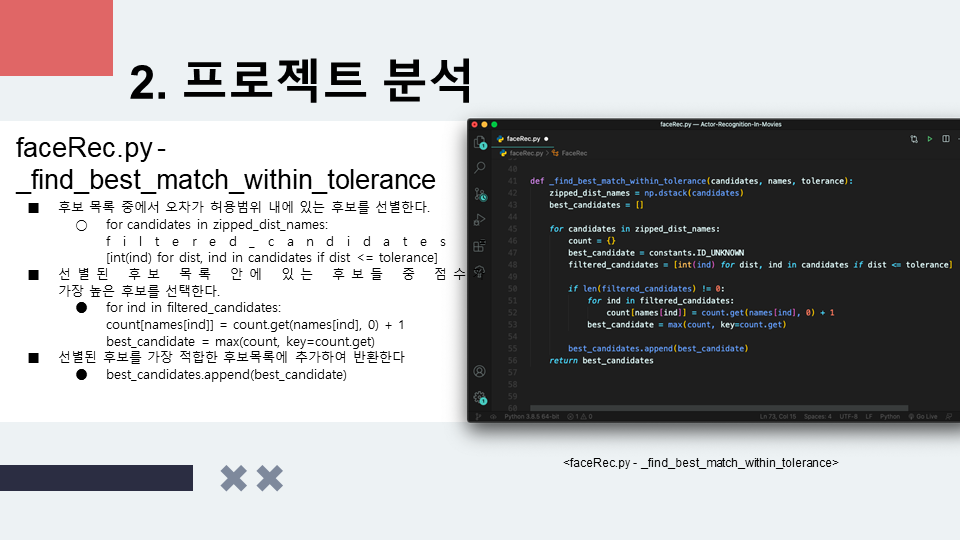 2. 프로젝트 분석
faceRec.py -
_find_best_match_within_tolerance
■ 후보 목록 중에서 오차가 허용범위 내에 있는 후보를 선별한다.
○ for candidates in zipped_dist_names:
filtered_candidates
[int(ind) for dist, ind in candidates if dist <= tolerance]
■ 선별된 후보 목록 안에 있는 후보들 중 점수
가장 높은 후보를 선택한다.
● for ind in filtered_candidates:
count[names[ind]] = count.get(names[ind], 0) + 1
best_candidate = max(count, key=count.get)
■ 선별된 후보를 가장 적합한 후보목록에 추가하여 반환한다
● best_candidates.append(best_candidate)
faceRec.py — Actor-Recognition-In-Movies
faceRec.py
faceRec.py > FaceRec
40
41 def _find_best_match_within_tolerance(candidates, names, tolerance):
42 zipped_dist_names = np.dstack(candidates)
43 best_candidates = []
44
45 for candidates in zipped_dist_names:
46 count = {}
47 best_candidate = constants.ID_UNKNOWN
48 filtered_candidates = [int(ind) for dist, ind in candidates if dist <= tolerance]
49
50 if len(filtered_candidates) != 0:
51 for ind in filtered_candidates:
52 count[names[ind]] = count.get(names[ind], 0) + 1
53 best_candidate = max(count, key=count.get)
54
55 best_candidates.append(best_candidate)
56 return best_candidates
57
58
59
60
Python 3.8.5 64-bit 1 0 Ln 73, Col 15 Spaces: 4 UTF-8 LF Python Go Live
<faceRec.py - _find_best_match_within_tolerance>